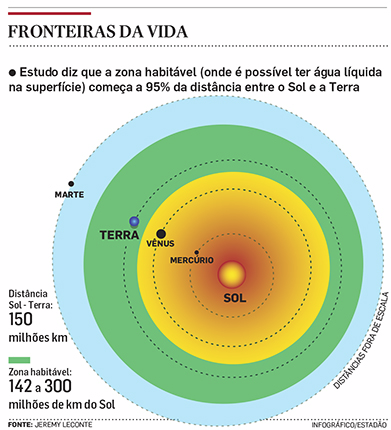 FRONTEIRAS DA VIDA
● Estudo diz que a zona habitável (onde é possível ter água líquida
na superfície) começa a 95% da distância entre o Sol e a Terra
MARTE
TERRA
VÊNUS
MERCÚRIO
SOL
Distância
Sol - Terra:
150
milhões km
Zona habitável:
142 a 300
milhões de km do Sol
DISTÂNCIAS FORA DE ESCALA
FONTE: JEREMY LECONTE
INFOGRÁFICO/ESTADÃO